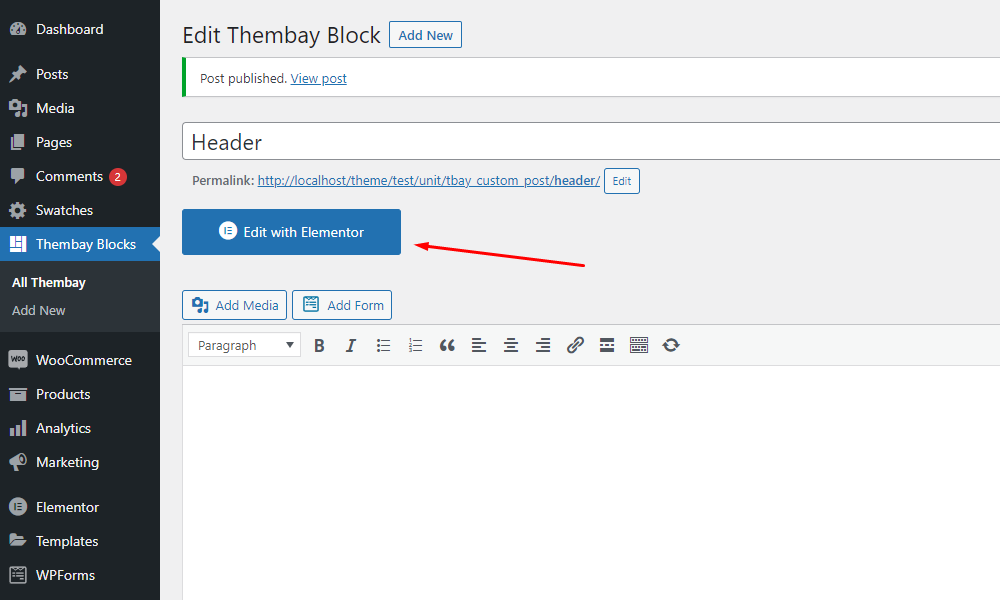 Dashboard
Posts
Media
Pages
Comments 2
Swatches
Thembay Blocks
All Thembay
Add New
WooCommerce
Products
Analytics
Marketing
Elementor
Templates
WPForms
Edit Thembay Block Add New
Post published. View post
Header
Permalink: http://localhost/theme/test/unit/tbay_custom_post/header/ Edit
Edit with Elementor
Add Media Add Form
Paragraph B I